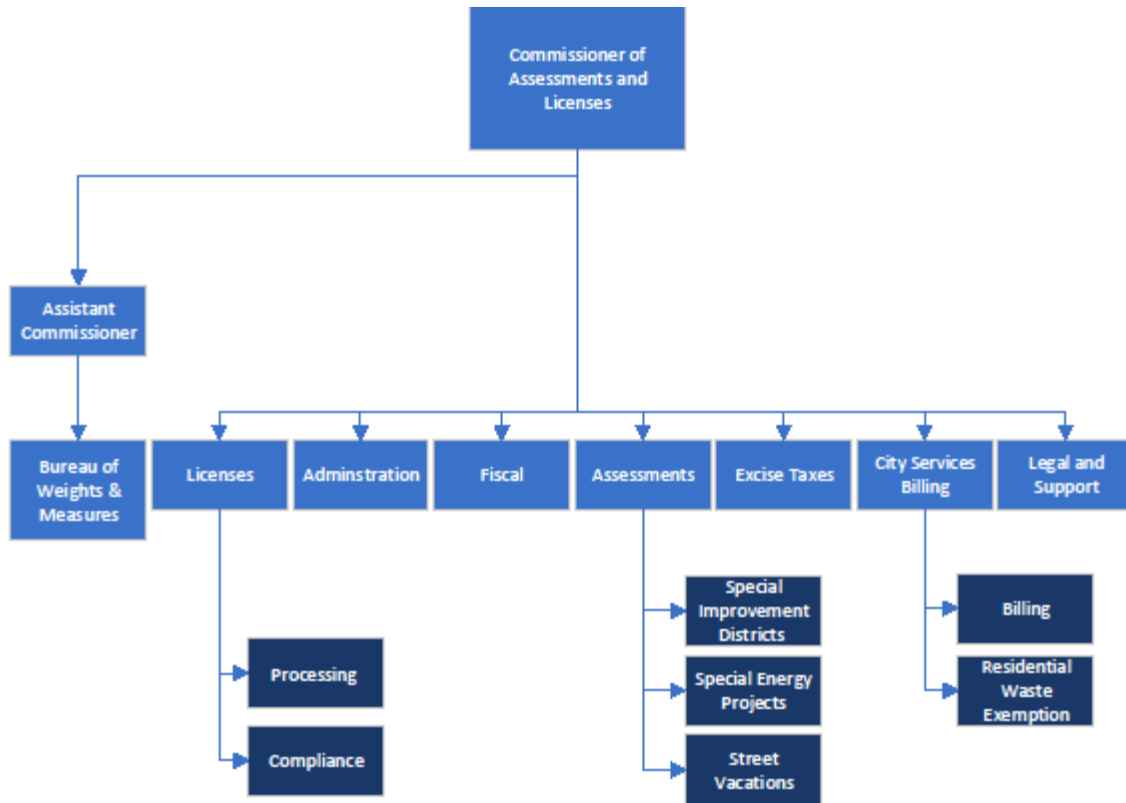 Commissioner of
Assessments and
Licenses
Assistant
Commissioner
Bureau of
Weights &
Measures
Licenses
Adminstration
Fiscal
Assessments
Excise Taxes
City Services
Billing
Legal and
Support
Processing
Compliance
Special
Improvement
Districts
Special Energy
Projects
Street
Vacations
Billing
Residential
Waste
Exemption